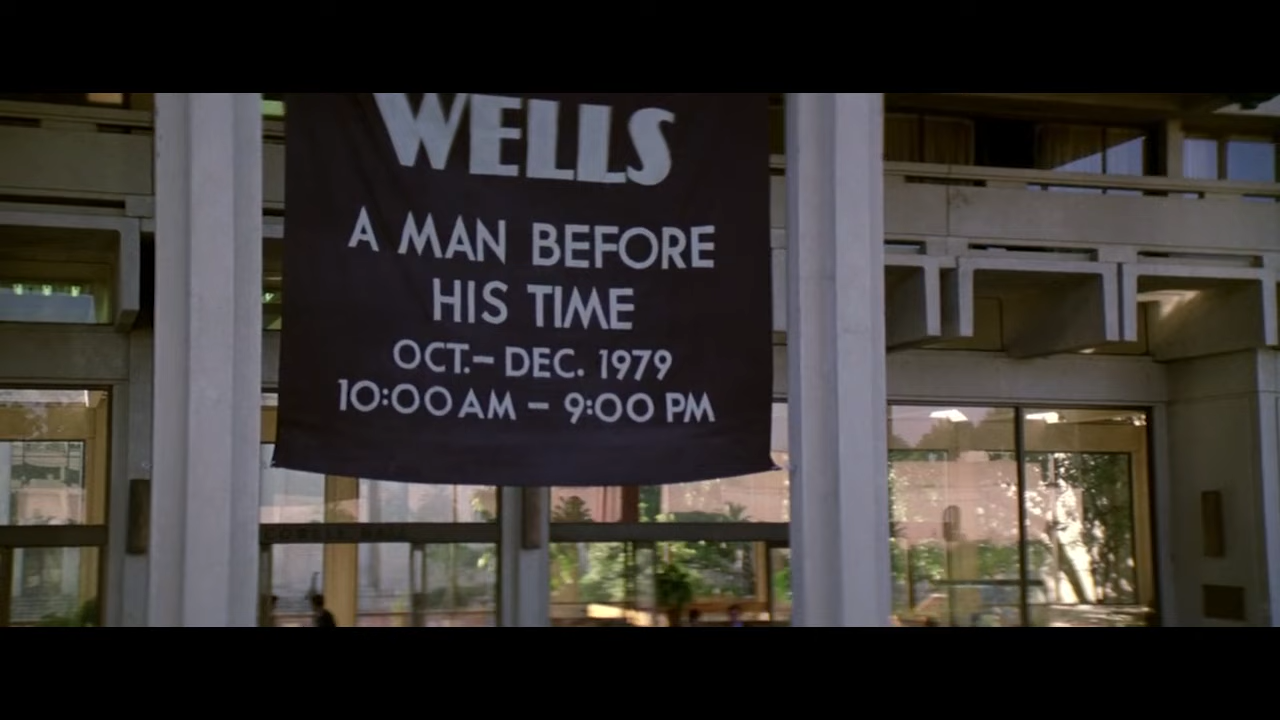 WELLS
A MAN BEFORE
HIS TIME
OCT.– DEC. 1979
10:00 AM – 9:00 PM